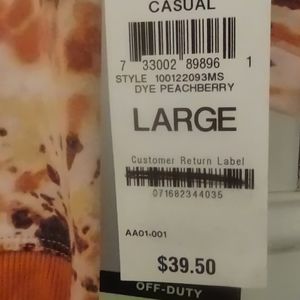 CASUAL
7 33002 89896 1
STYLE 100122093MS
DYE PEACHBERRY
LARGE
Customer Return Label
071682344035
AA01-001
$39.50
OFF-DUTY